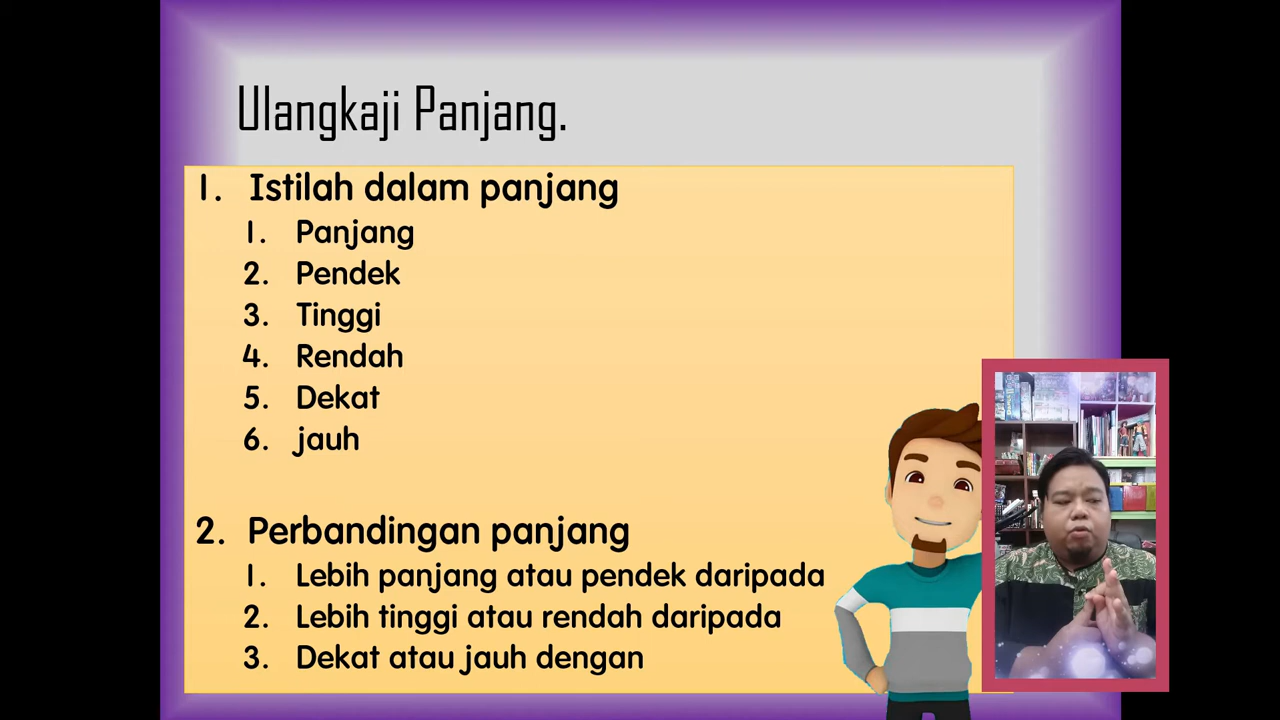 Ulangkaji Panjang.
1. Istilah dalam panjang
1. Panjang
2. Pendek
3. Tinggi
4. Rendah
5. Dekat
6. jauh
2. Perbandingan panjang
1. Lebih panjang atau pendek daripada
2. Lebih tinggi atau rendah daripada
3. Dekat atau jauh dengan